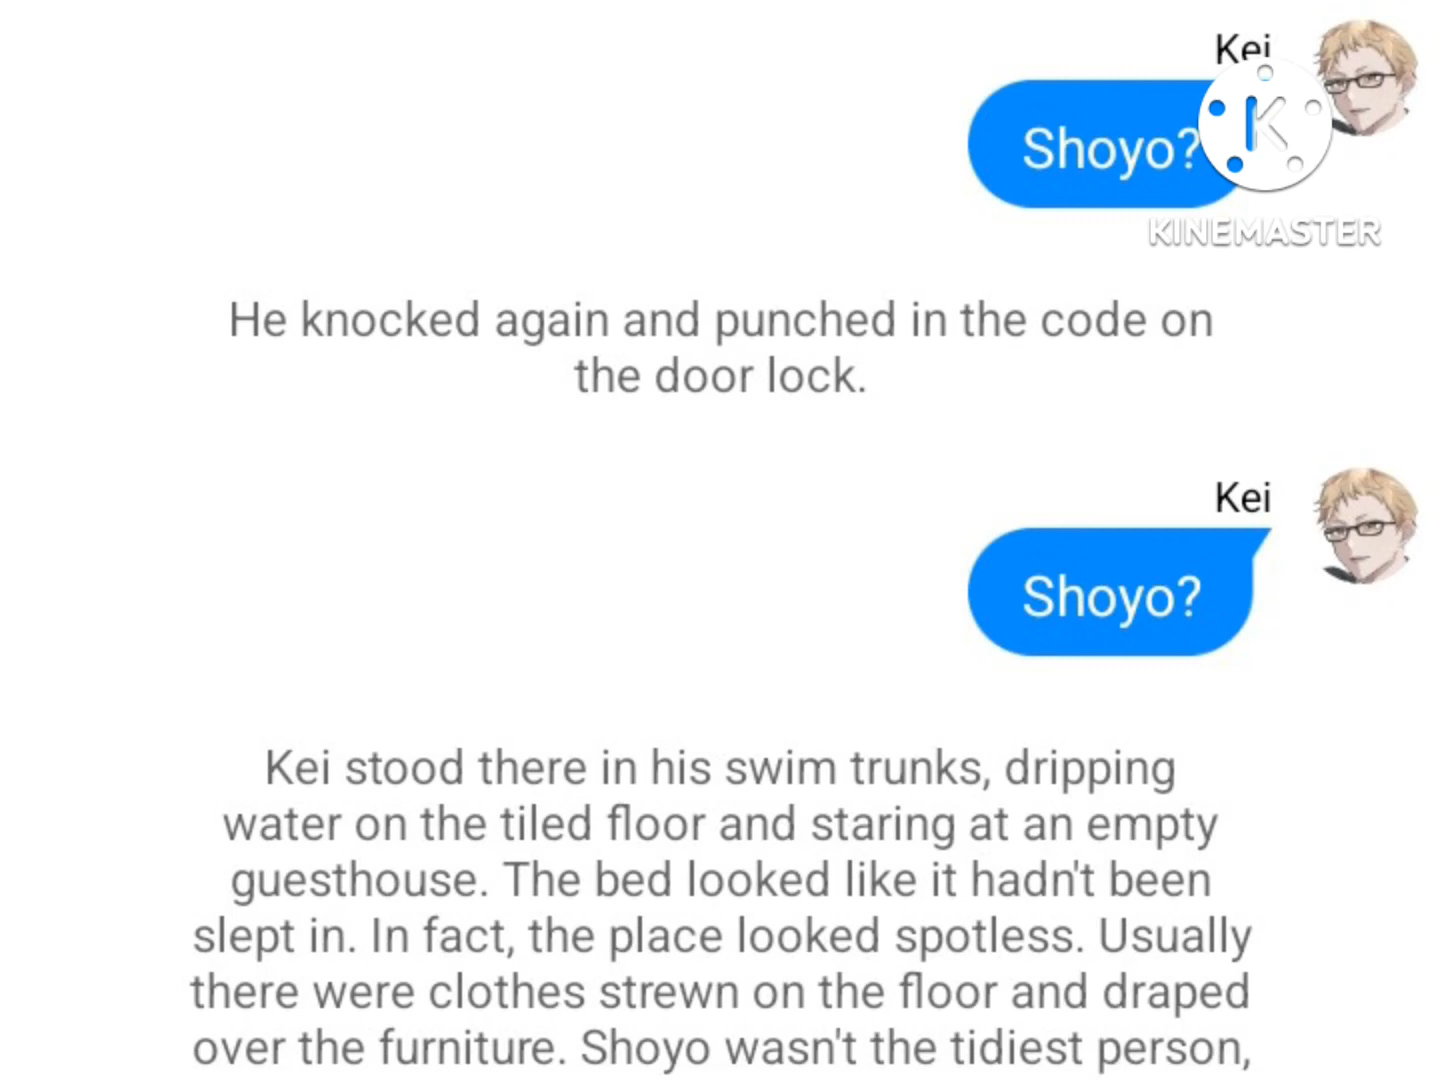 Kei
Shoyo?
K
KINEMASTER
He knocked again and punched in the code on
the door lock.
Kei
Shoyo?
Kei stood there in his swim trunks, dripping
water on the tiled floor and staring at an empty
guesthouse. The bed looked like it hadn't been
slept in. In fact, the place looked spotless. Usually
there were clothes strewn on the floor and draped
over the furniture. Shoyo wasn't the tidiest person,